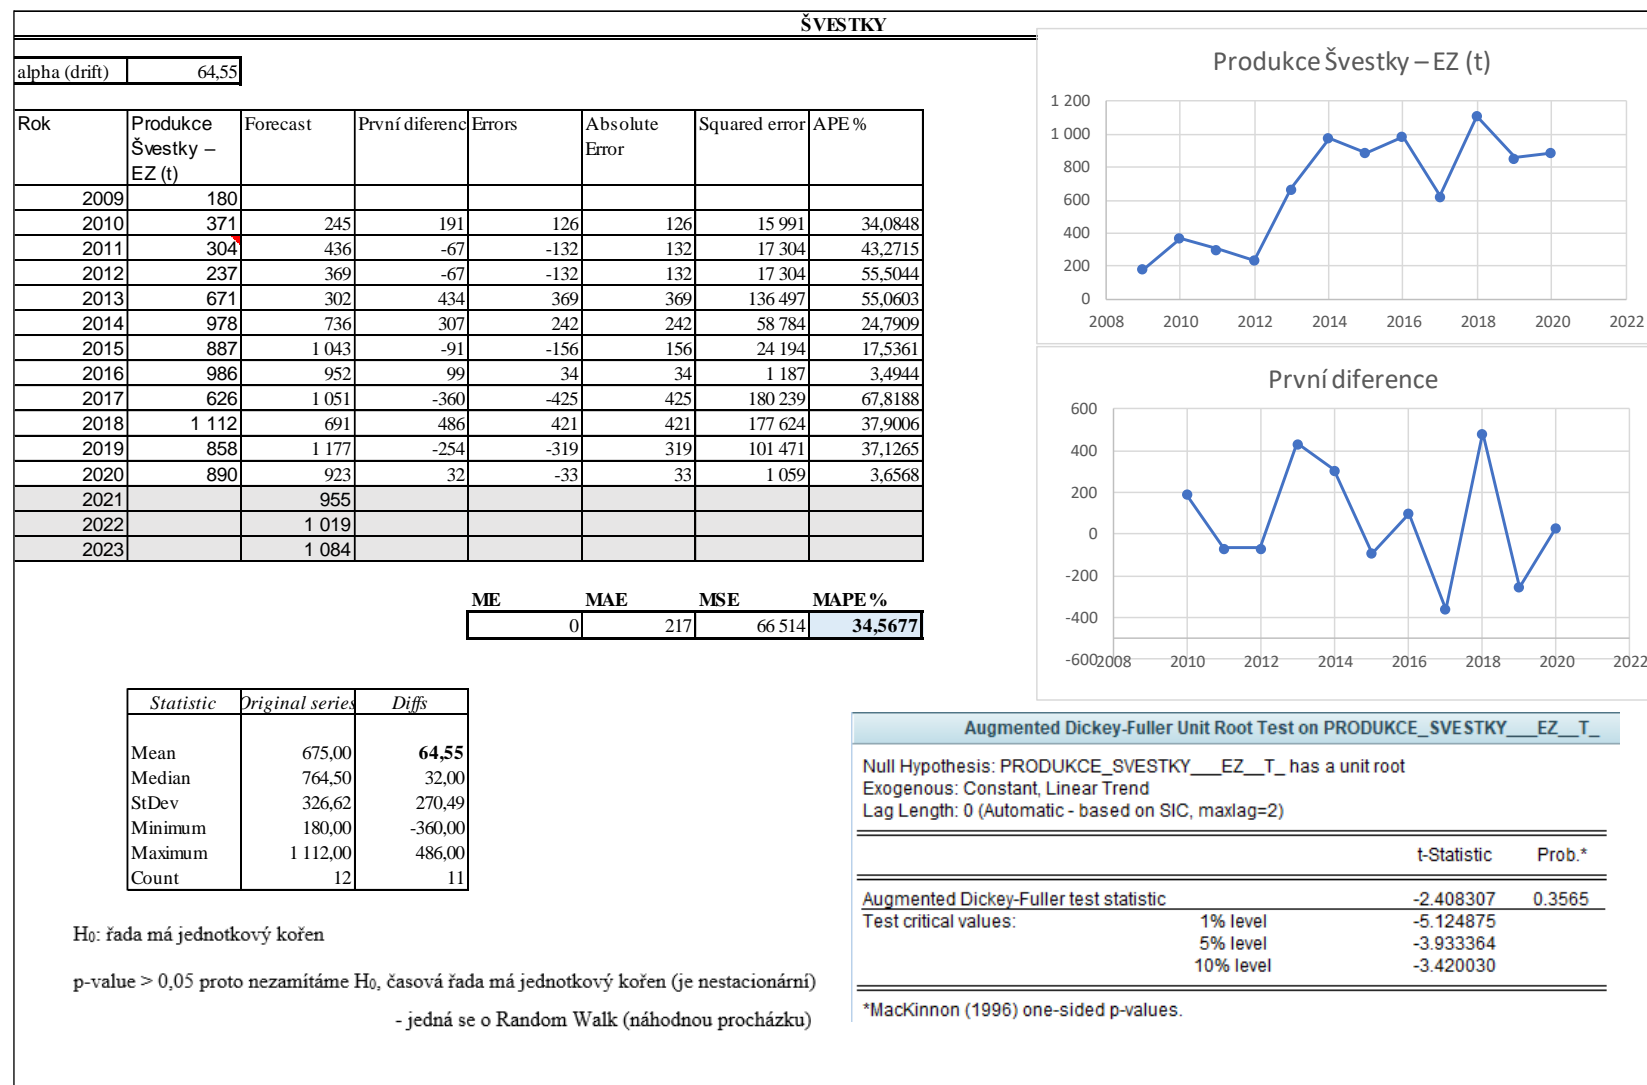 ŠVESTKY
alpha (drift) 64,55
Rok Produkce Švestky – EZ (t) Forecast První diferenc Errors Absolute Error Squared error APE %
2009 180
2010 371 245 191 126 126 15 991 34,0848
2011 304 436 -67 -132 132 17 304 43,2715
2012 237 369 -67 -132 132 17 304 55,5044
2013 671 302 434 369 369 136 497 55,0603
2014 978 736 307 242 242 58 784 24,7909
2015 887 1 043 -91 -156 156 24 194 17,5361
2016 986 952 99 34 34 1 187 3,4944
2017 626 1 051 -360 -425 425 180 239 67,8188
2018 1 112 691 486 421 421 177 624 37,9006
2019 858 1 177 -254 -319 319 101 471 37,1265
2020 890 923 32 -33 33 1 059 3,6568
2021 955
2022 1 019
2023 1 084
ME MAE MSE MAPE %
0 217 66 514 34,5677
Statistic Original series Diffs
Mean 675,00 64,55
Median 764,50 32,00
StDev 326,62 270,49
Minimum 180,00 -360,00
Maximum 1 112,00 486,00
Count 12 11
H0: řada má jednotkový kořen
p-value > 0,05 proto nezamítáme H0, časová řada má jednotkový kořen (je nestacionární)
- jedná se o Random Walk (náhodnou procházku)
Produkce Švestky – EZ (t)
1 200
1 000
800
600
400
200
0
2008 2010 2012 2014 2016 2018 2020 2022
První diference
600
400
200
0
-200
-400
-600
2008 2010 2012 2014 2016 2018 2020 2022
Augmented Dickey-Fuller Unit Root Test on PRODUKCE_SVESTKY___EZ__T_
Null Hypothesis: PRODUKCE_SVESTKY___EZ__T_ has a unit root
Exogenous: Constant, Linear Trend
Lag Length: 0 (Automatic - based on SIC, maxlag=2)
t-Statistic Prob.*
Augmented Dickey-Fuller test statistic -2.408307 0.3565
Test critical values: 1% level -5.124875
5% level -3.933364
10% level -3.420030
*MacKinnon (1996) one-sided p-values.